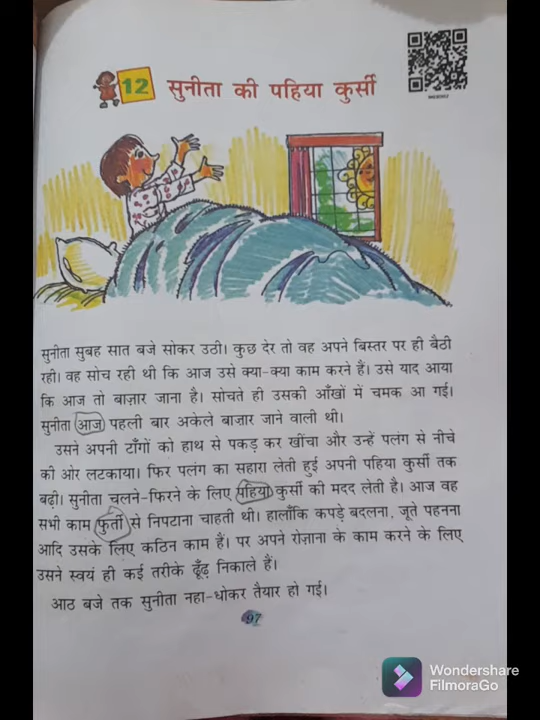 12 सुनीता की पहिया कुर्सी
सुनीता सुबह सात बजे सोकर उठी। कुछ देर तो वह अपने बिस्तर पर ही बैठी
रही। वह सोच रही थी कि आज उसे क्या-क्या काम करने हैं। उसे याद आया
कि आज तो बाज़ार जाना है। सोचते ही उसकी आँखों में चमक आ गई।
सुनीता आज पहली बार अकेले बाज़ार जाने वाली थी।
उसने अपनी टाँगों को हाथ से पकड़ कर खींचा और उन्हें पलंग से नीचे
की ओर लटकाया। फिर पलंग का सहारा लेती हुई अपनी पहिया कुर्सी तक
बढ़ी। सुनीता चलने-फिरने के लिए पहिया कुर्सी की मदद लेती है। आज वह
सभी काम फुर्ती से निपटाना चाहती थी। हालाँकि कपड़े बदलना, जूते पहनना
आदि उसके लिए कठिन काम हैं। पर अपने रोज़ाना के काम करने के लिए
उसने स्वयं ही कई तरीके ढूँढ़ निकाले हैं।
आठ बजे तक सुनीता नहा-धोकर तैयार हो गई।
97
Wondershare
FilmoraGo